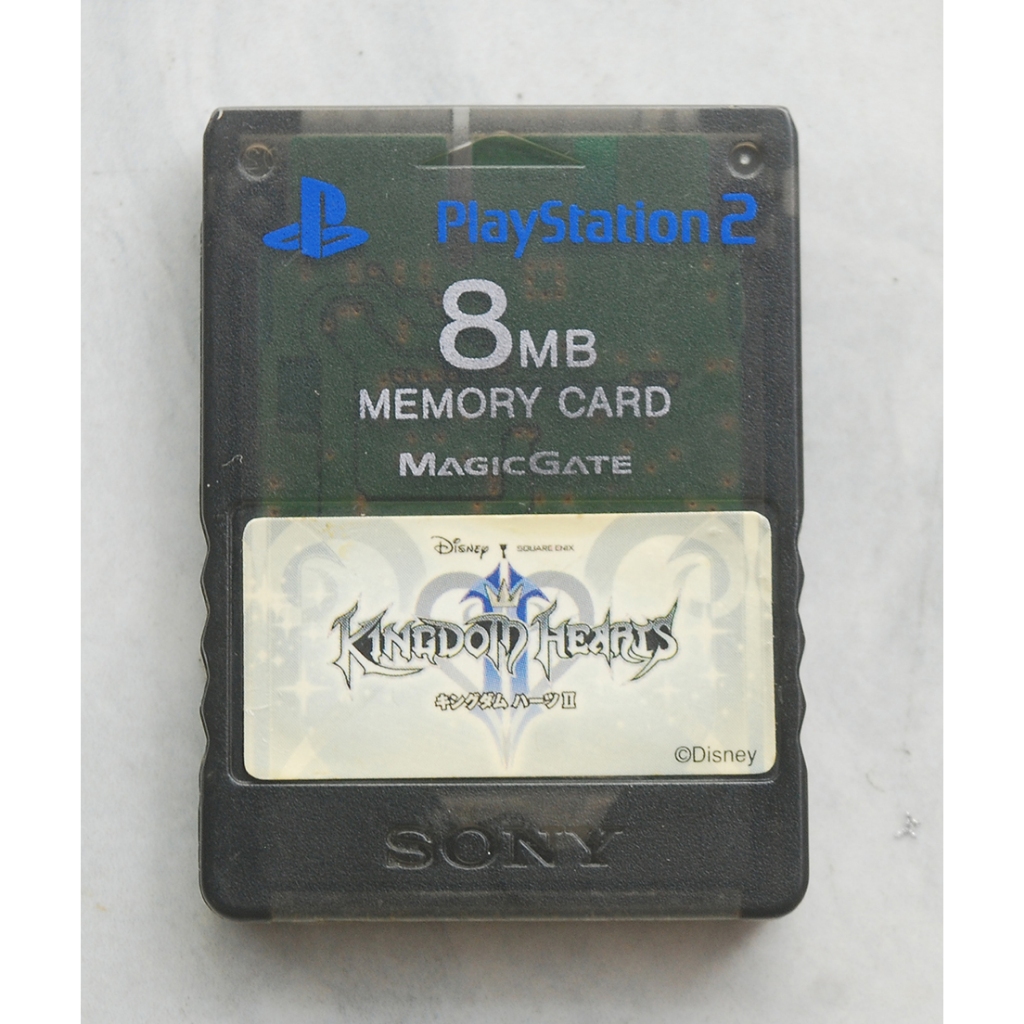 PlayStation 2
8MB
MEMORY CARD
MAGICGATE
Disney SQUARE ENIX
KINGDOM HEARTS
II
キングダム ハーツ II
©Disney
SONY